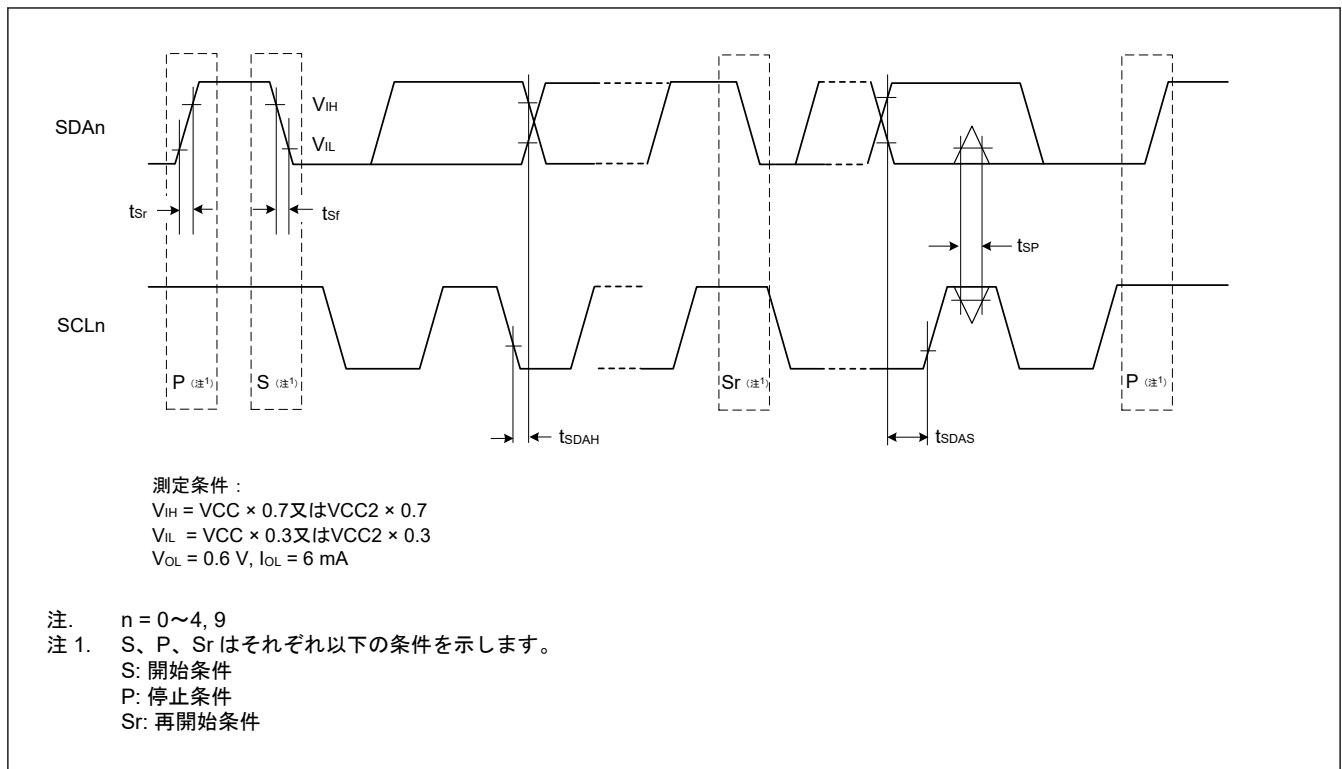 SDAn
VIH
VIL
tSr
tSf
tSP
SCLn
P (注1)
S (注1)
Sr (注1)
P (注1)
tSDAH
tSDAS
測定条件：
VIH = VCC × 0.7又はVCC2 × 0.7
VIL = VCC × 0.3又はVCC2 × 0.3
VOL = 0.6 V, IOL = 6 mA
注. n = 0～4, 9
注 1. S、P、Sr はそれぞれ以下の条件を示します。
S: 開始条件
P: 停止条件
Sr: 再開始条件